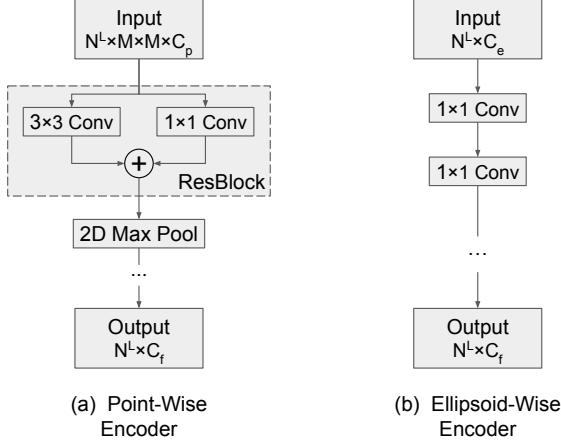 Input
N^L×M×M×C_p
3×3 Conv
1×1 Conv
+
ResBlock
2D Max Pool
...
Output
N^L×C_f
(a) Point-Wise
Encoder
Input
N^L×C_e
1×1 Conv
1×1 Conv
...
Output
N^L×C_f
(b) Ellipsoid-Wise
Encoder